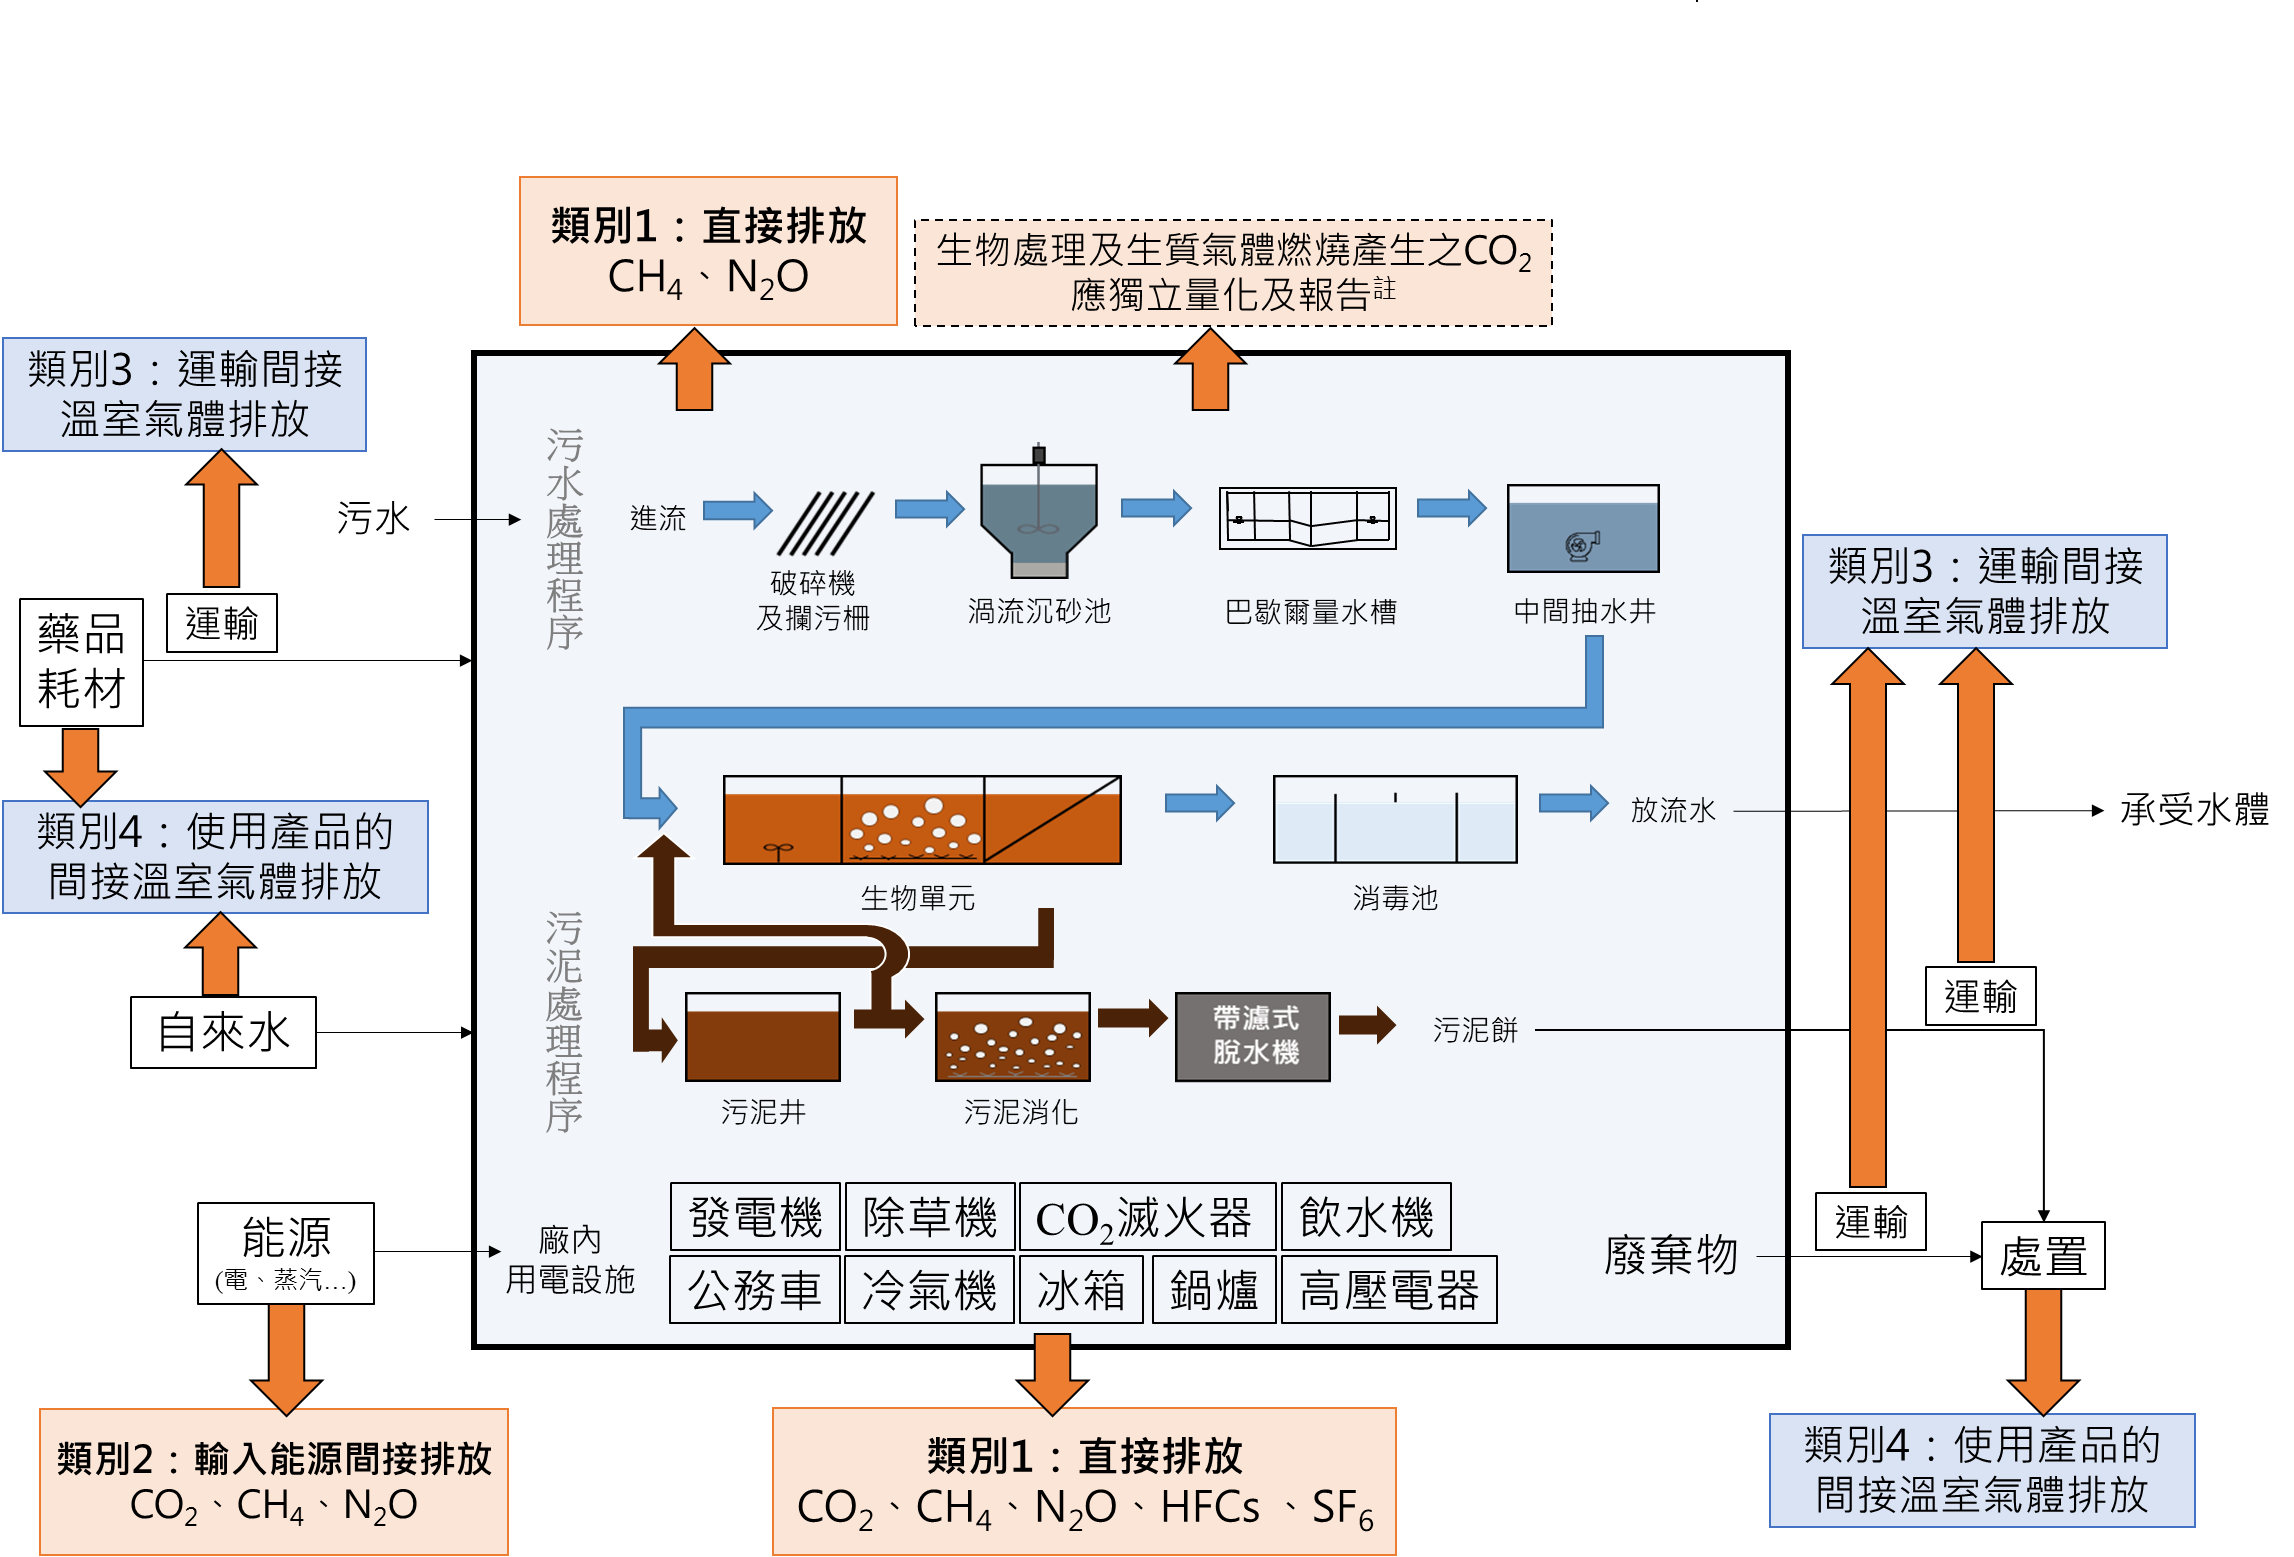 類別1：直接排放
CH₄、N₂O
生物處理及生質氣體燃燒產生之CO₂
應獨立量化及報告註
類別3：運輸間接
溫室氣體排放
運輸
藥品
耗材
類別4：使用產品的
間接溫室氣體排放
自來水
能源
(電、蒸汽…)
類別2：輸入能源間接排放
CO₂、CH₄、N₂O
污水
污水處理程序
進流
破碎機
及攔污柵
渦流沉砂池
巴歇爾量水槽
中間抽水井
生物單元
消毒池
放流水
承受水體
污泥處理程序
污泥井
污泥消化
帶濾式
脫水機
污泥餅
廠內
用電設施
發電機
除草機
CO₂滅火器
飲水機
公務車
冷氣機
冰箱
鍋爐
高壓電器
廢棄物
類別1：直接排放
CO₂、CH₄、N₂O、HFCs、SF₆
類別3：運輸間接
溫室氣體排放
運輸
運輸
處置
類別4：使用產品的
間接溫室氣體排放